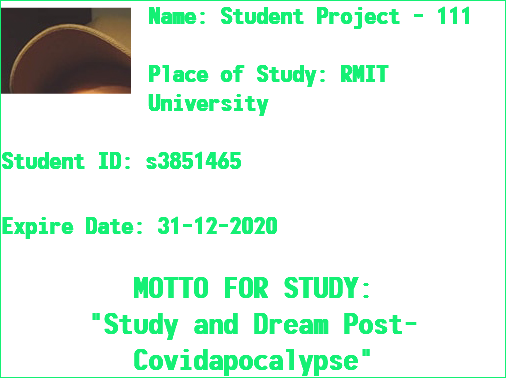 Name: Student Project - 111
Place of Study: RMIT
University
Student ID: s3851465
Expire Date: 31-12-2020
MOTTO FOR STUDY:
"Study and Dream Post-
Covidapocalypse"